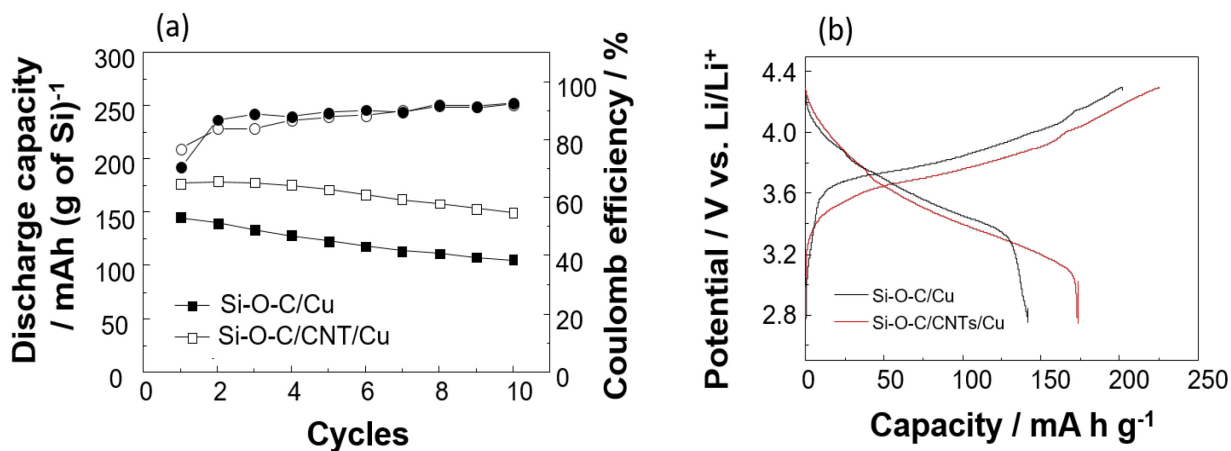 (a)
Discharge capacity
/ mAh (g of Si)-1
300
250
200
150
100
50
0
0
2
4
6
8
10
Cycles
100
80
60
40
20
0
Coulomb efficiency / %
Si-O-C/Cu
Si-O-C/CNT/Cu
(b)
Potential / V vs. Li/Li+
4.4
4.0
3.6
3.2
2.8
0
50
100
150
200
250
Capacity / mA h g-1
Si-O-C/Cu
Si-O-C/CNTs/Cu